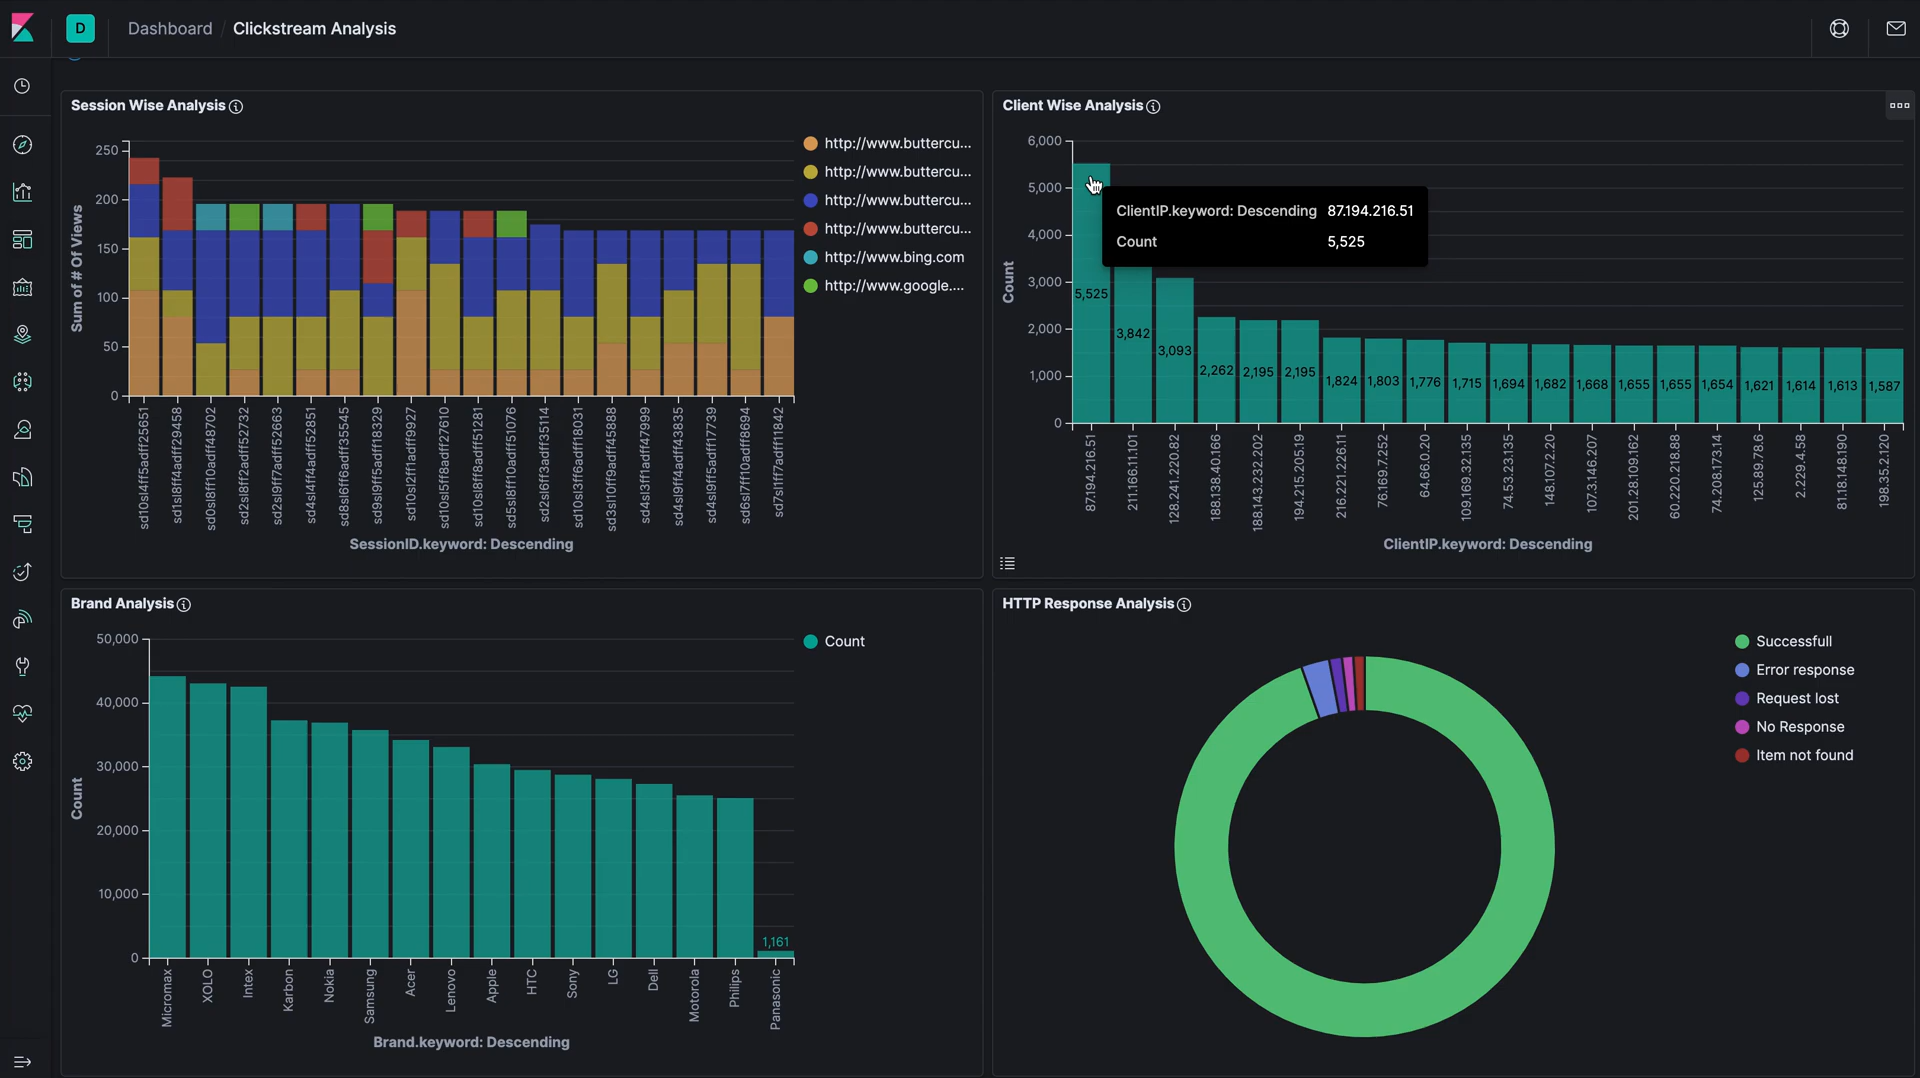 D Dashboard / Clickstream Analysis
Session Wise Analysis
250
200
150
100
50
0
Sum of # Of Views
sd10sl4ff5adff25651
sd1sl8ff4adff29458
sd0sl8ff10adff48702
sd2sl8ff2adff52732
sd2sl9ff7adff52663
sd4sl4ff4adff52851
sd8sl6ff6adff35545
sd9sl9ff5adff18329
sd10sl2ff1adff99927
sd10sl5ff8adff27610
sd10sl8ff8adff51281
sd5sl8ff10adff51076
sd2sl6ff3adff35114
sd10sl3ff6adff18031
sd3sl10ff9adff45888
sd4sl3ff1adff47999
sd4sl9ff4adff43835
sd4sl9ff5adff17739
sd6sl7ff10adff8694
sd7sl1ff7adff11842
SessionID.keyword: Descending
http://www.buttercu...
http://www.buttercu...
http://www.buttercu...
http://www.buttercu...
http://www.bing.com
http://www.google....
Client Wise Analysis
6,000
5,000
4,000
3,000
2,000
1,000
0
Count
ClientIP.keyword: Descending 87.194.216.51
Count 5,525
5,525
3,842
3,093
2,262
2,195
2,195
1,824
1,803
1,776
1,715
1,694
1,682
1,668
1,655
1,655
1,654
1,621
1,614
1,613
1,587
87.194.216.51
211.166.11.101
128.241.220.82
188.138.40.166
188.143.232.202
194.215.205.19
216.221.226.11
76.169.7.252
64.66.0.20
109.169.32.135
74.53.23.135
148.107.2.20
107.3.146.207
201.28.109.162
60.220.218.88
74.208.173.14
125.89.78.6
2.229.4.58
81.18.148.190
198.35.2.120
ClientIP.keyword: Descending
Brand Analysis
50,000
40,000
30,000
20,000
10,000
0
Count
1,161
Micromax
XOLO
Intex
Karbon
Nokia
Samsung
Acer
Lenovo
Apple
HTC
Sony
LG
Dell
Motorola
Philips
Panasonic
Brand.keyword: Descending
Count
HTTP Response Analysis
Successfull
Error response
Request lost
No Response
Item not found